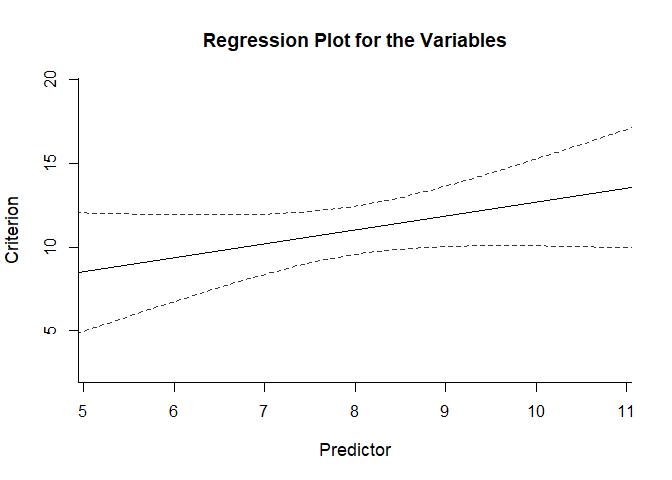 Regression Plot for the Variables
20
15
10
5
Criterion
5 6 7 8 9 10 11
Predictor